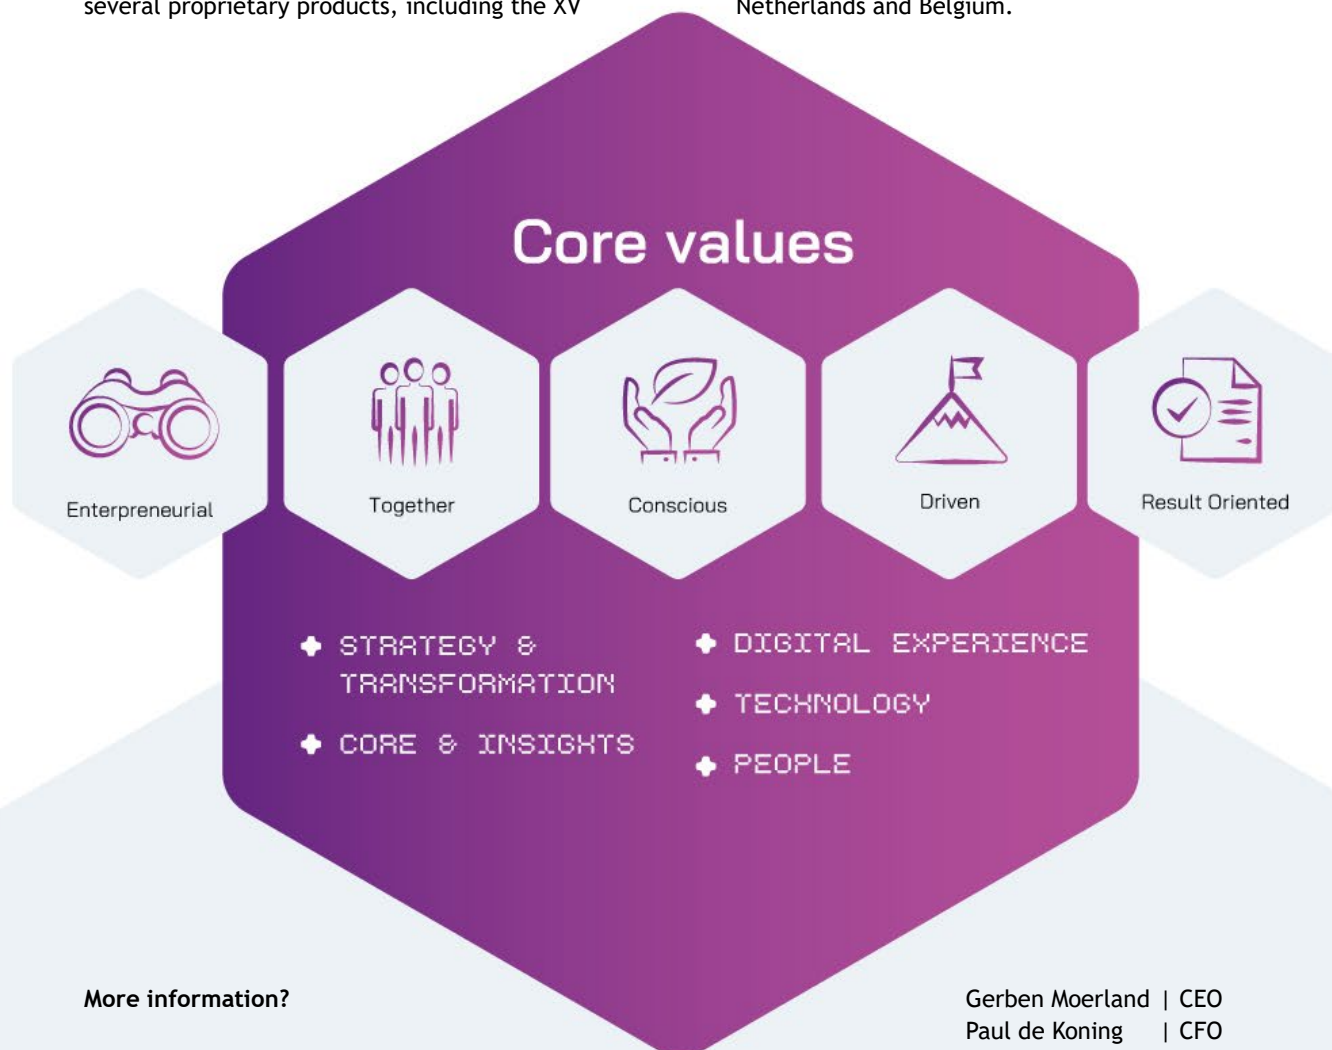 several proprietary products, including the XV
Netherlands and Belgium.
Core values
Enterpreneurial
Together
Conscious
Driven
Result Oriented
STRATEGY &
TRANSFORMATION
CORE & INSIGHTS
DIGITAL EXPERIENCE
TECHNOLOGY
PEOPLE
More information?
Gerben Moerland | CEO
Paul de Koning | CFO